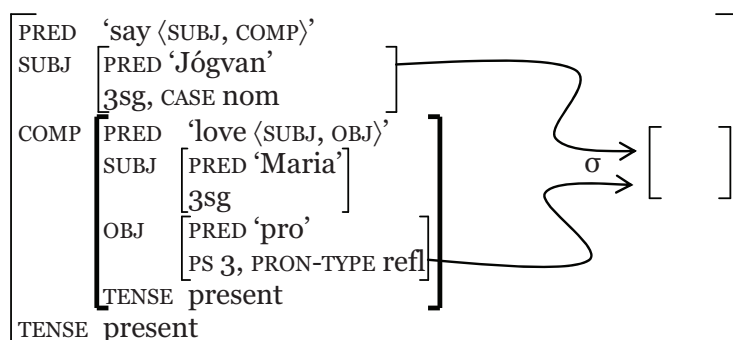 PRED ‘say ⟨SUBJ, COMP⟩’
SUBJ PRED ‘Jógvan’
3sg, CASE nom
COMP PRED ‘love ⟨SUBJ, OBJ⟩’
SUBJ PRED ‘Maria’
σ
3sg
OBJ PRED ‘pro’
PS 3, PRON-TYPE refl
TENSE present
TENSE present